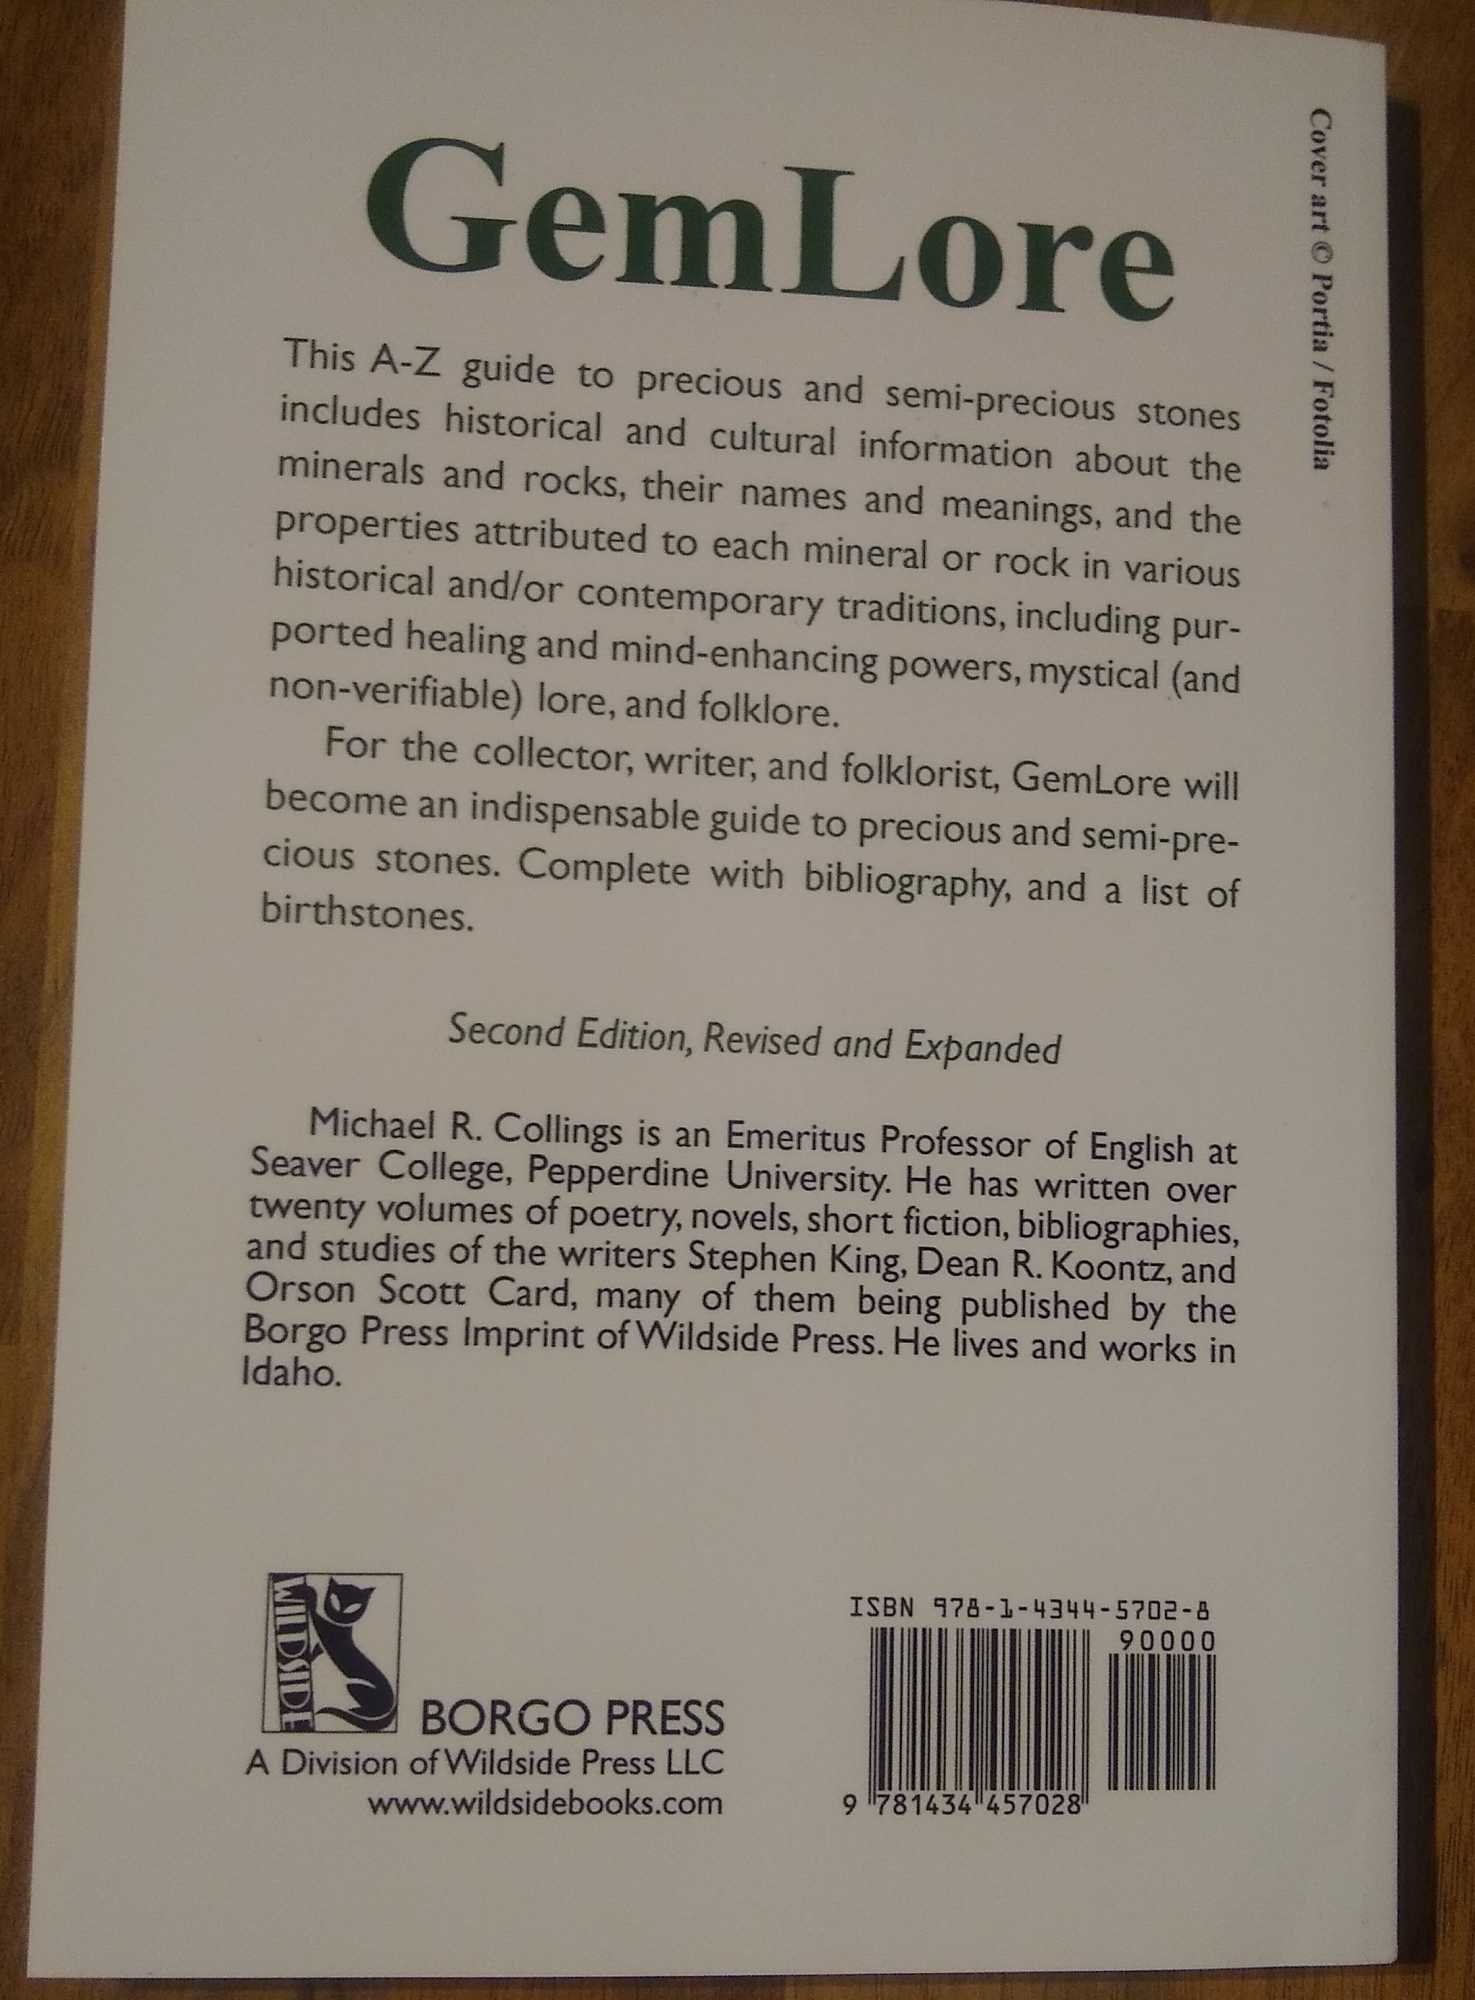 GemLore
This A-Z guide to precious and semi-precious stones
includes historical and cultural information about the
minerals and rocks, their names and meanings, and the
properties attributed to each mineral or rock in various
historical and/or contemporary traditions, including pur-
ported healing and mind-enhancing powers, mystical (and
non-verifiable) lore, and folklore.
For the collector, writer, and folklorist, GemLore will
become an indispensable guide to precious and semi-pre-
cious stones. Complete with bibliography, and a list of
birthstones.
Second Edition, Revised and Expanded
Michael R. Collings is an Emeritus Professor of English at
Seaver College, Pepperdine University. He has written over
twenty volumes of poetry, novels, short fiction, bibliographies,
and studies of the writers Stephen King, Dean R. Koontz, and
Orson Scott Card, many of them being published by the
Borgo Press Imprint of Wildside Press. He lives and works in
Idaho.
WILDSIDE
BORGO PRESS
A Division of Wildside Press LLC
www.wildsidebooks.com
ISBN 978-1-4344-5702-8
90000
9 781434 457028
Cover art © Portia / Fotolia